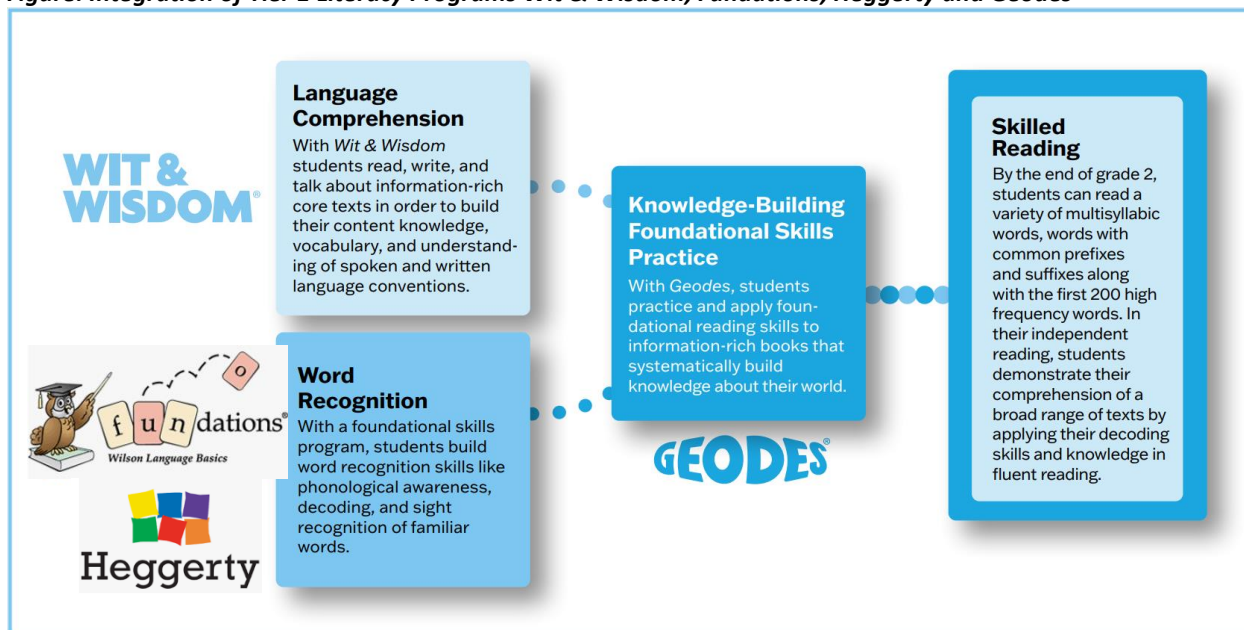 Figure: Integration of Tier 1 Literacy Programs Wit & Wisdom, Fundations, Heggerty and Geodes
WIT &
WISDOM®
Language
Comprehension
With Wit & Wisdom
students read, write, and
talk about information-rich
core texts in order to build
their content knowledge,
vocabulary, and understand-
ing of spoken and written
language conventions.
fundations®
Wilson Language Basics
Heggerty
Word
Recognition
With a foundational skills
program, students build
word recognition skills like
phonological awareness,
decoding, and sight
recognition of familiar
words.
Knowledge-Building
Foundational Skills
Practice
With Geodes, students
practice and apply foun-
dational reading skills to
information-rich books that
systematically build
knowledge about their world.
GEODES®
Skilled
Reading
By the end of grade 2,
students can read a
variety of multisyllabic
words, words with
common prefixes
and suffixes along
with the first 200 high
frequency words. In
their independent
reading, students
demonstrate their
comprehension of a
broad range of texts by
applying their decoding
skills and knowledge in
fluent reading.